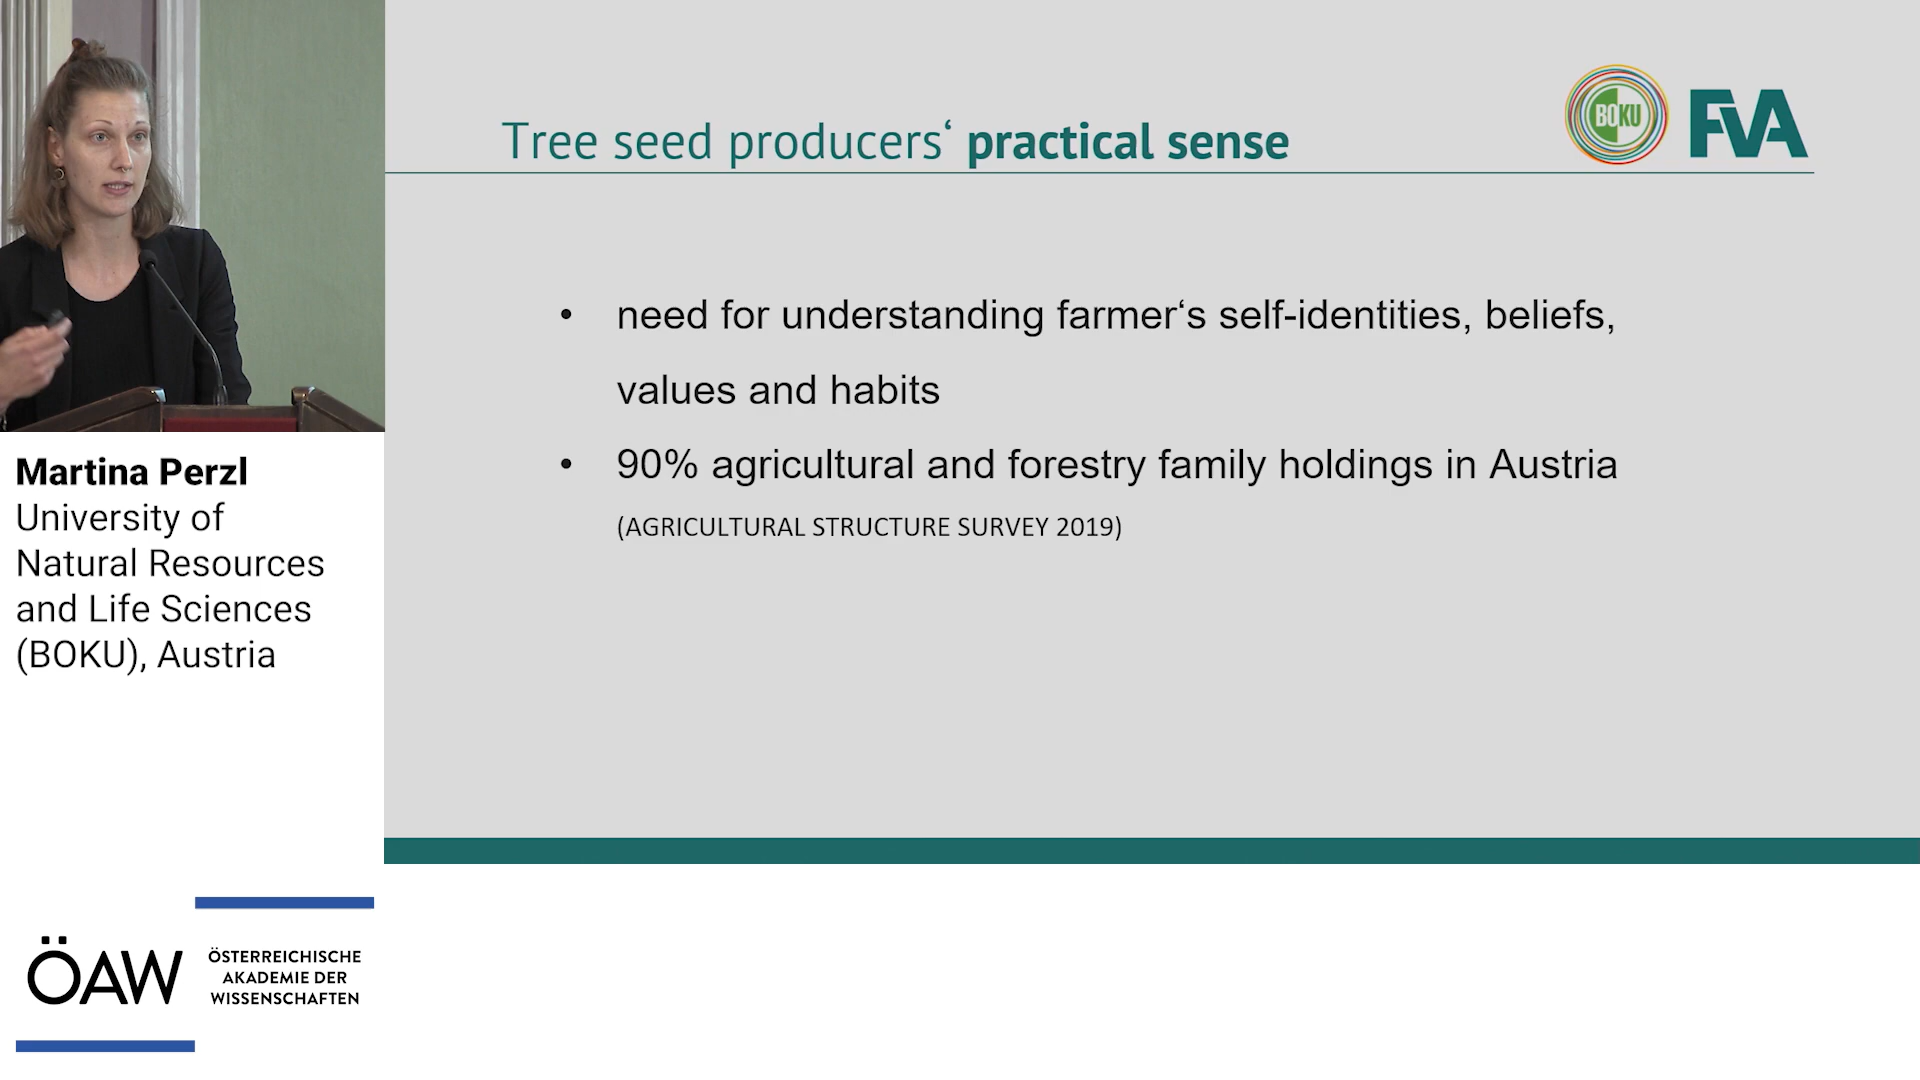 Tree seed producers‘ practical sense
BOKU
FVA
• need for understanding farmer‘s self-identities, beliefs,
values and habits
• 90% agricultural and forestry family holdings in Austria
(AGRICULTURAL STRUCTURE SURVEY 2019)
Martina Perzl
University of
Natural Resources
and Life Sciences
(BOKU), Austria
ÖAW
ÖSTERREICHISCHE
AKADEMIE DER
WISSENSCHAFTEN